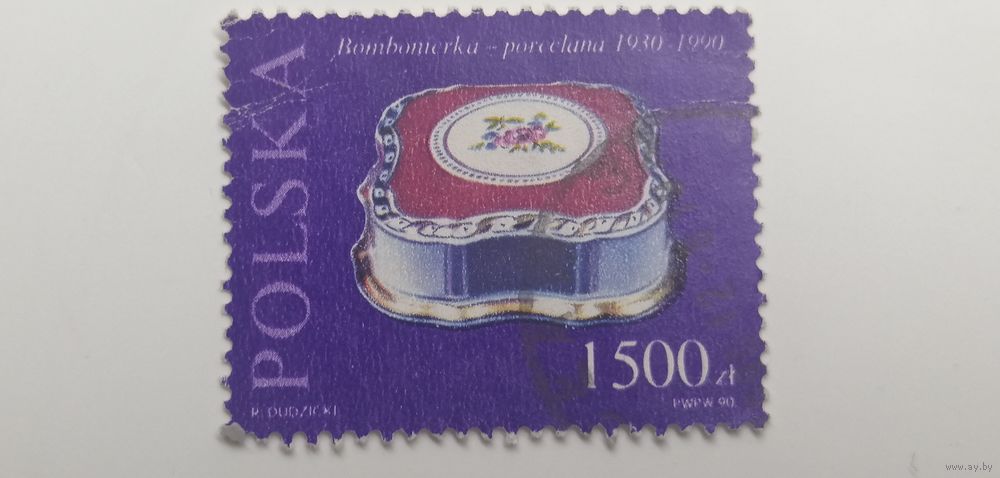 Bombonierka - porcelana 1930-1990
POLSKA
1500 zł
R. DUDZICKI
PWPW 90.
www.ay.by